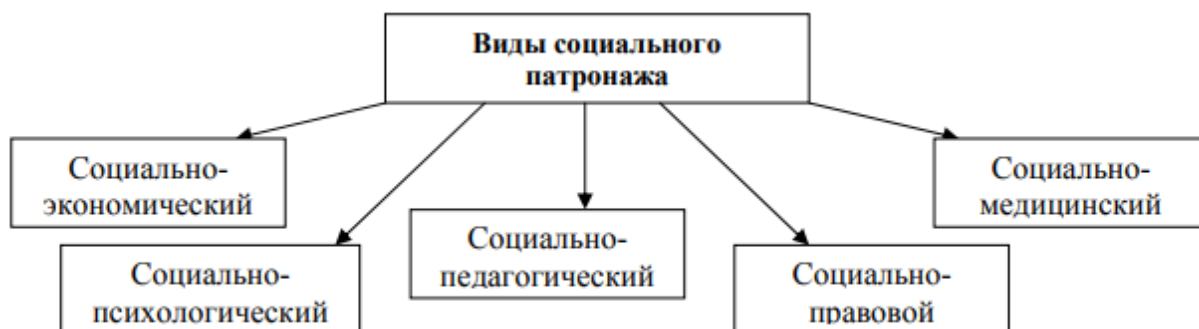 Виды социального
патронажа
Социально-
экономический
Социально-
психологический
Социально-
педагогический
Социально-
правовой
Социально-
медицинский